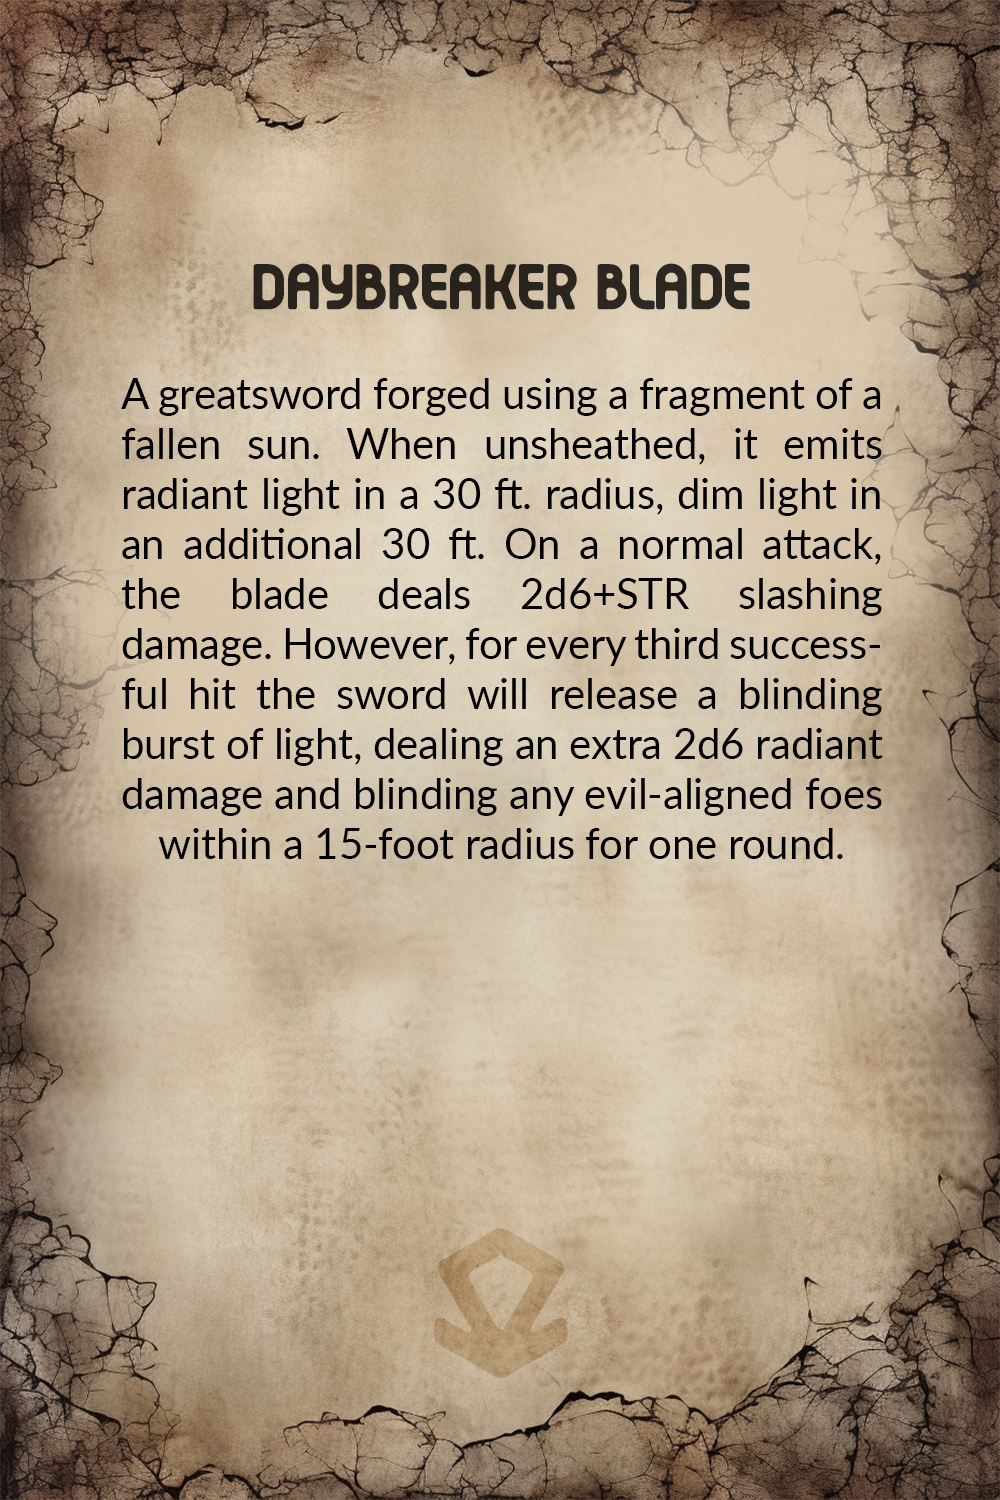 DAYBREAKER BLADE
A greatsword forged using a fragment of a
fallen sun. When unsheathed, it emits
radiant light in a 30 ft. radius, dim light in
an additional 30 ft. On a normal attack,
the blade deals 2d6+STR slashing
damage. However, for every third success-
ful hit the sword will release a blinding
burst of light, dealing an extra 2d6 radiant
damage and blinding any evil-aligned foes
within a 15-foot radius for one round.